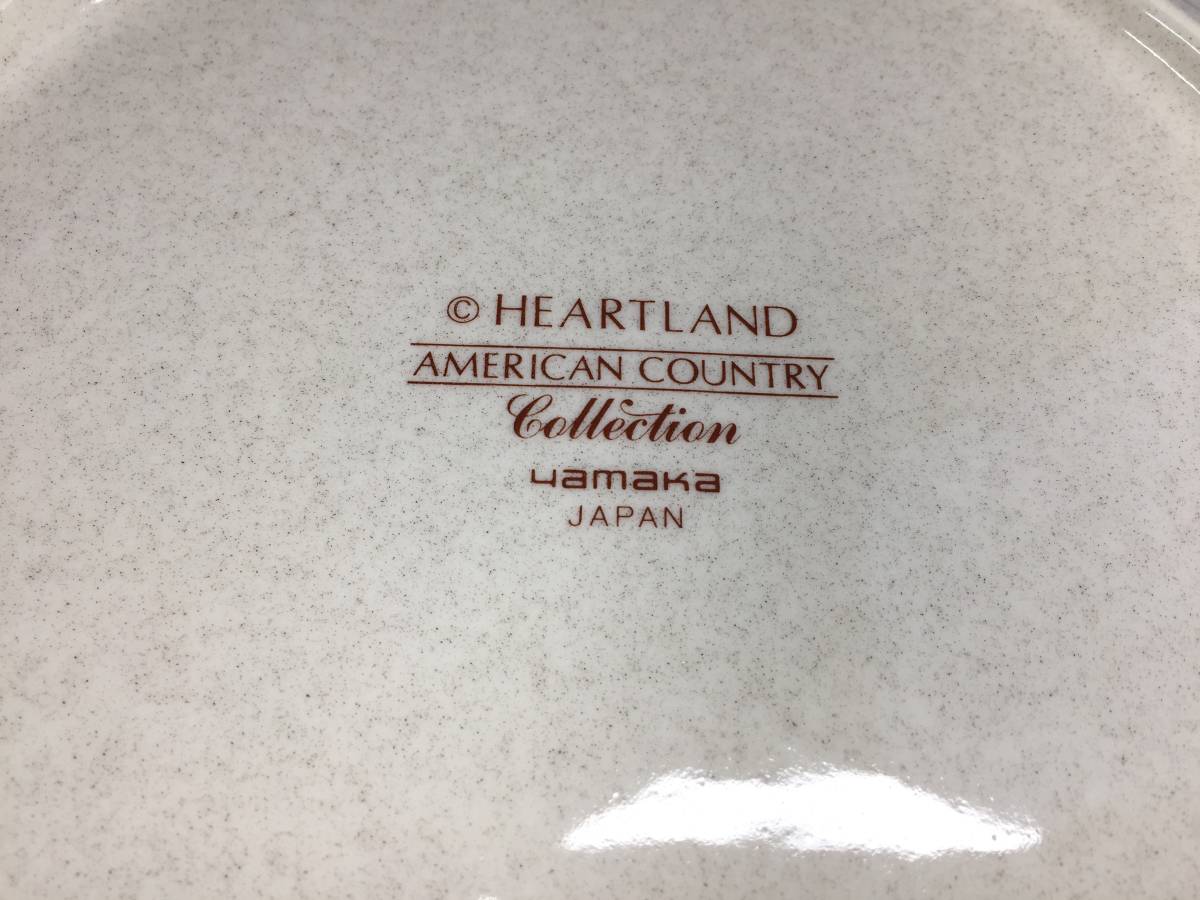 © HEARTLAND
AMERICAN COUNTRY
Collection
yamaka
JAPAN